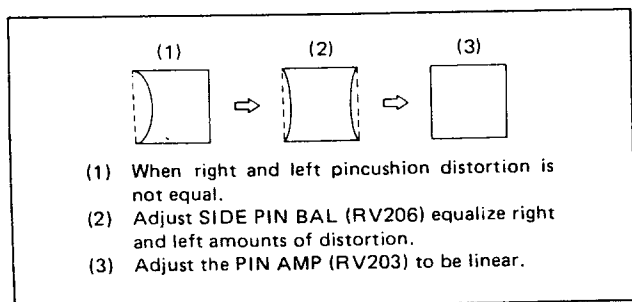 (1) (2) (3)
(1) When right and left pincushion distortion is
not equal.
(2) Adjust SIDE PIN BAL (RV206) equalize right
and left amounts of distortion.
(3) Adjust the PIN AMP (RV203) to be linear.